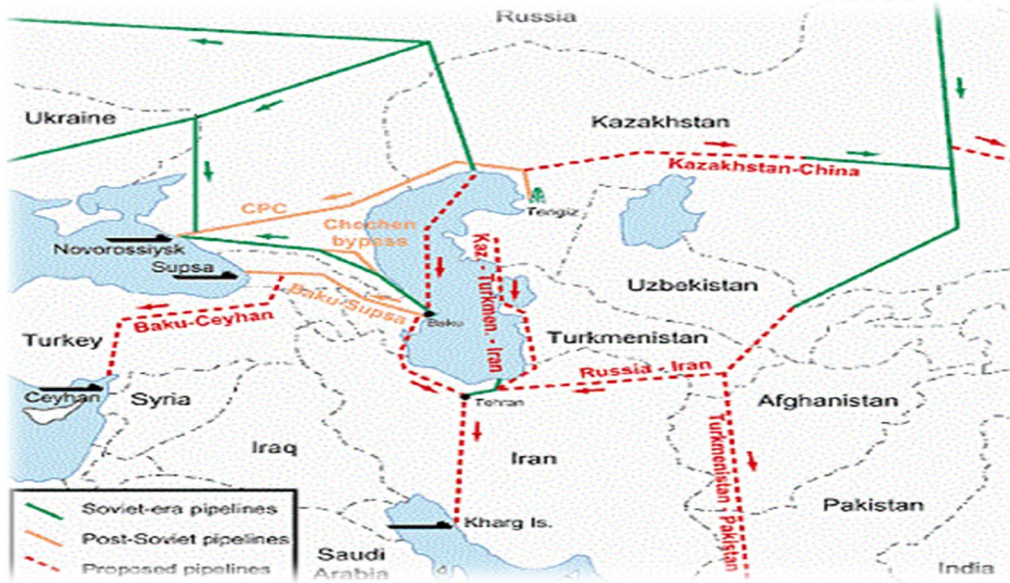 Russia
Ukraine
Kazakhstan
Kazakhstan-China
Tengiz
CPC
Chechen
bypass
Novorossiysk
Supsa
Kaz. - Turkmen. - Iran
Uzbekistan
Baku-Supsa
Baku
Baku-Ceyhan
Turkey
Turkmenistan
Russia - Iran
Ceyhan
Syria
Tehran
Afghanistan
Turkmenistan - Pakistan
Iraq
Iran
Pakistan
Kharg Is.
Soviet-era pipelines
Post-Soviet pipelines
Proposed pipelines
Saudi
Arabia
India